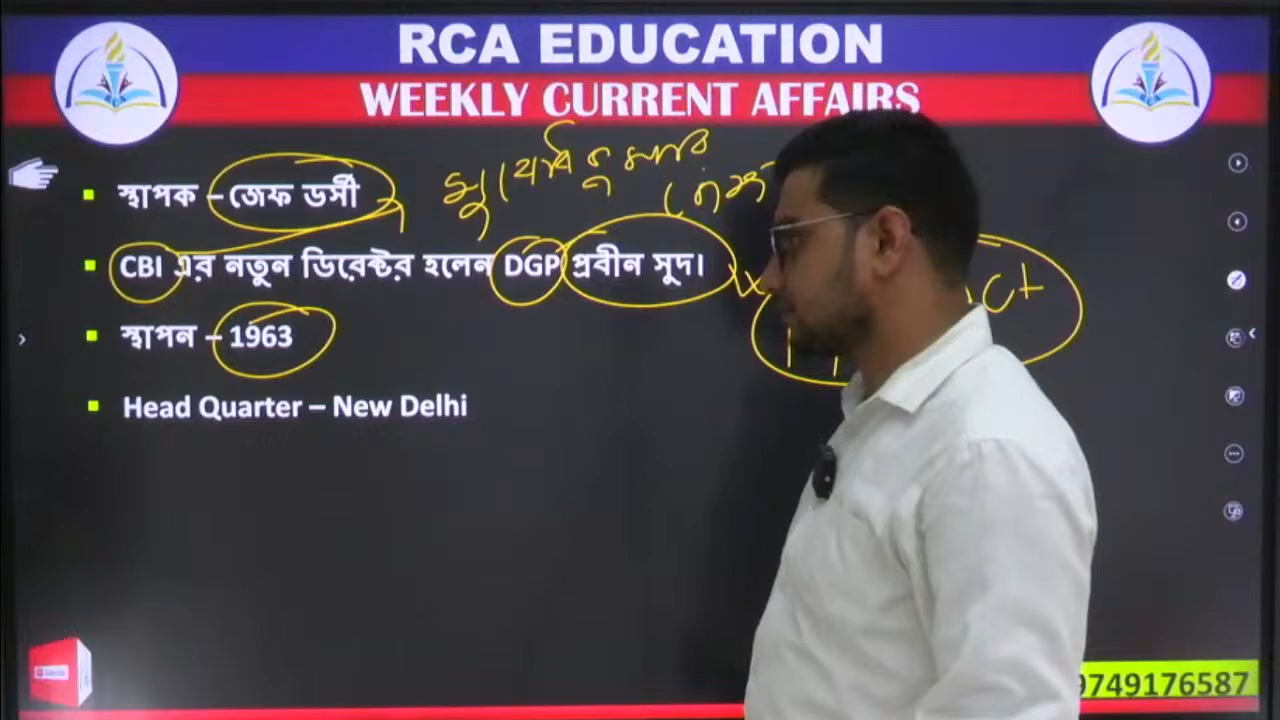 RCA EDUCATION
WEEKLY CURRENT AFFAIRS
স্থাপক – জেফ ডর্সী
CBI এর নতুন ডিরেক্টর হলেন DGP প্রবীন সুদ।
স্থাপন – 1963
Head Quarter – New Delhi
9749176587